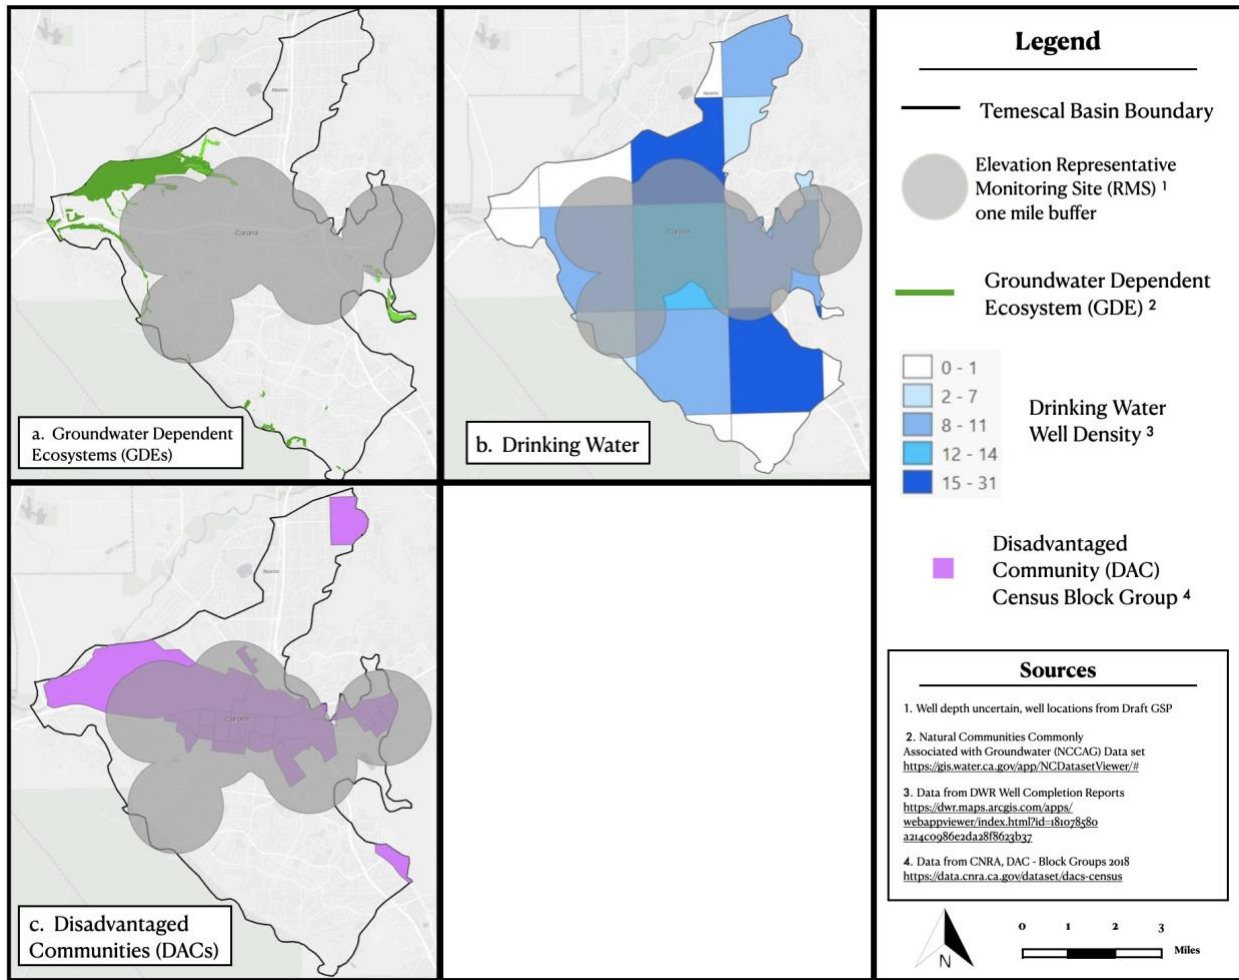 Norco
Corona
a. Groundwater Dependent
Ecosystems (GDEs)
Norco
Corona
b. Drinking Water
Norco
Corona
c. Disadvantaged
Communities (DACs)
Legend
Temescal Basin Boundary
Elevation Representative
Monitoring Site (RMS) 1
one mile buffer
Groundwater Dependent
Ecosystem (GDE) 2
0 - 1
2 - 7
8 - 11
12 - 14
15 - 31
Drinking Water
Well Density 3
Disadvantaged
Community (DAC)
Census Block Group 4
Sources
1. Well depth uncertain, well locations from Draft GSP
2. Natural Communities Commonly
Associated with Groundwater (NCCAG) Data set
https://gis.water.ca.gov/app/NCDatasetViewer/#
3. Data from DWR Well Completion Reports
https://dwr.maps.arcgis.com/apps/
webappviewer/index.html?id=181078580
a214c0986e2da28f8623b37
4. Data from CNRA, DAC - Block Groups 2018
https://data.cnra.ca.gov/dataset/dacs-census
N
0 1 2 3
Miles